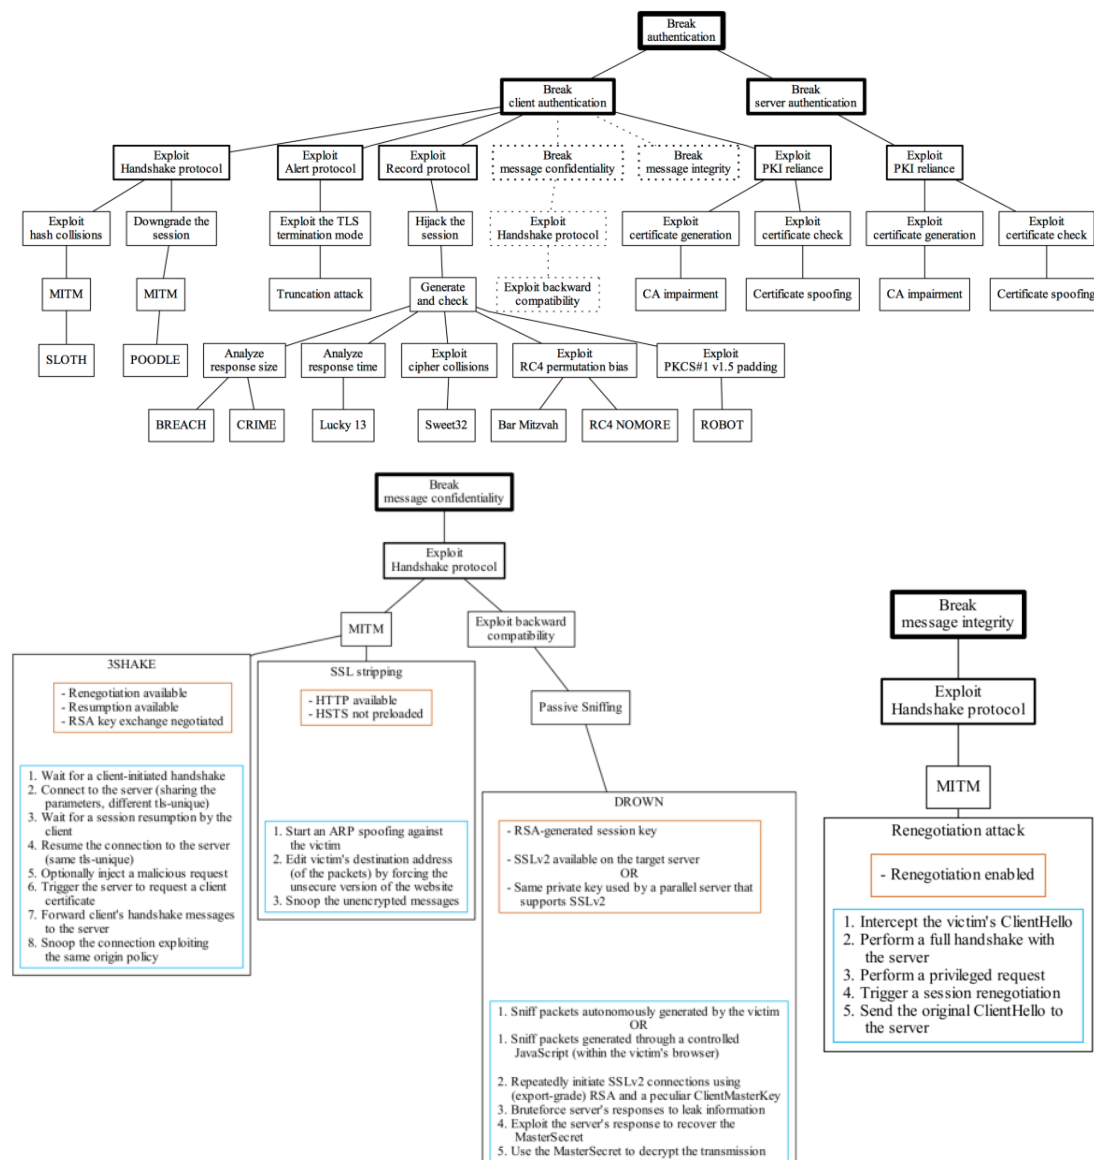 Break
authentication
Break
client authentication
Break
server authentication
Exploit
Handshake protocol
Exploit
Alert protocol
Exploit
Record protocol
Break
message confidentiality
Break
message integrity
Exploit
PKI reliance
Exploit
PKI reliance
Exploit
hash collisions
Downgrade the
session
Exploit the TLS
termination mode
Hijack the
session
Exploit
Handshake protocol
Exploit
certificate generation
Exploit
certificate check
Exploit
certificate generation
Exploit
certificate check
MITM
MITM
Truncation attack
Generate
and check
Exploit backward
compatibility
CA impairment
Certificate spoofing
CA impairment
Certificate spoofing
SLOTH
POODLE
Analyze
response size
Analyze
response time
Exploit
cipher collisions
Exploit
RC4 permutation bias
Exploit
PKCS#1 v1.5 padding
BREACH
CRIME
Lucky 13
Sweet32
Bar Mitzvah
RC4 NOMORE
ROBOT
Break
message confidentiality
Exploit
Handshake protocol
MITM
Exploit backward
compatibility
3SHAKE
- Renegotiation available
- Resumption available
- RSA key exchange negotiated
1. Wait for a client-initiated handshake
2. Connect to the server (sharing the
parameters, different tls-unique)
3. Wait for a session resumption by the
client
4. Resume the connection to the server
(same tls-unique)
5. Optionally inject a malicious request
6. Trigger the server to request a client
certificate
7. Forward client's handshake messages
to the server
8. Snoop the connection exploiting
the same origin policy
SSL stripping
- HTTP available
- HSTS not preloaded
1. Start an ARP spoofing against
the victim
2. Edit victim's destination address
(of the packets) by forcing the
unsecure version of the website
3. Snoop the unencrypted messages
Passive Sniffing
DROWN
- RSA-generated session key
- SSLv2 available on the target server
OR
- Same private key used by a parallel server that
supports SSLv2
1. Sniff packets autonomously generated by the victim
OR
1. Sniff packets generated through a controlled
JavaScript (within the victim's browser)
2. Repeatedly initiate SSLv2 connections using
(export-grade) RSA and a peculiar ClientMasterKey
3. Bruteforce server's responses to leak information
4. Exploit the server's response to recover the
MasterSecret
5. Use the MasterSecret to decrypt the transmission
Break
message integrity
Exploit
Handshake protocol
MITM
Renegotiation attack
- Renegotiation enabled
1. Intercept the victim's ClientHello
2. Perform a full handshake with
the server
3. Perform a privileged request
4. Trigger a session renegotiation
5. Send the original ClientHello to
the server